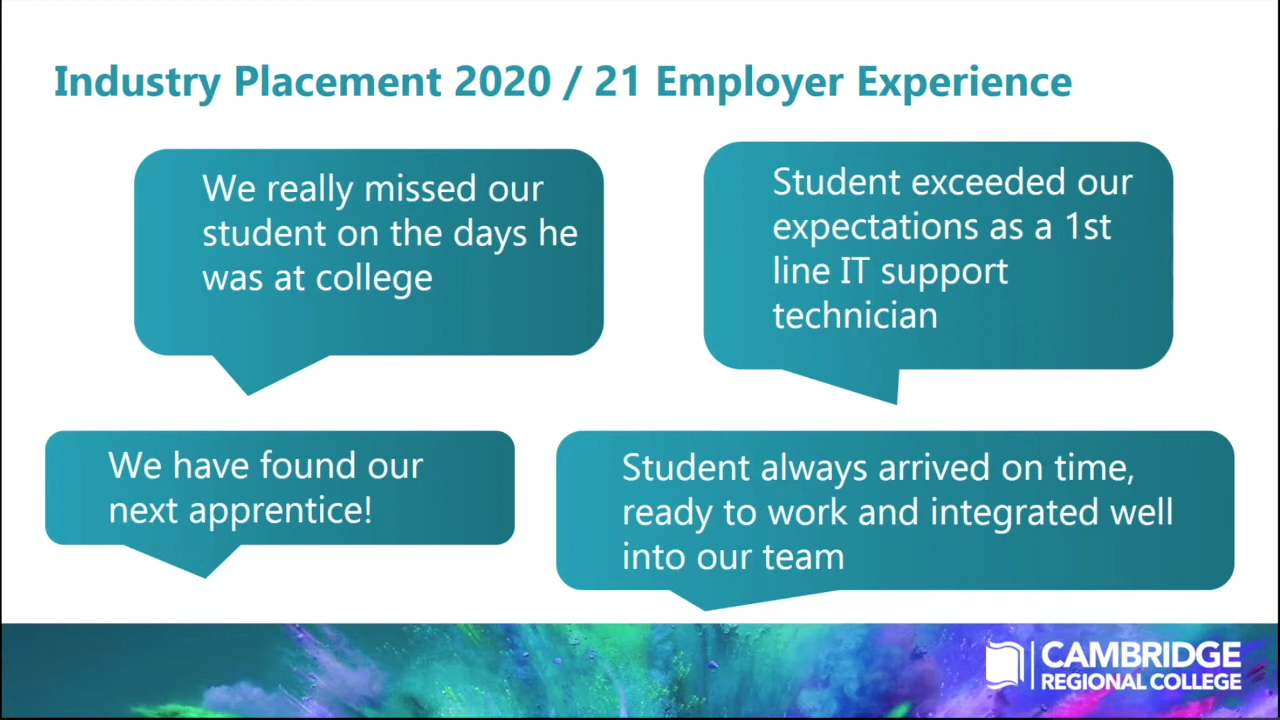 Industry Placement 2020 / 21 Employer Experience
We really missed our
student on the days he
was at college
Student exceeded our
expectations as a 1st
line IT support
technician
We have found our
next apprentice!
Student always arrived on time,
ready to work and integrated well
into our team
CAMBRIDGE
REGIONAL COLLEGE